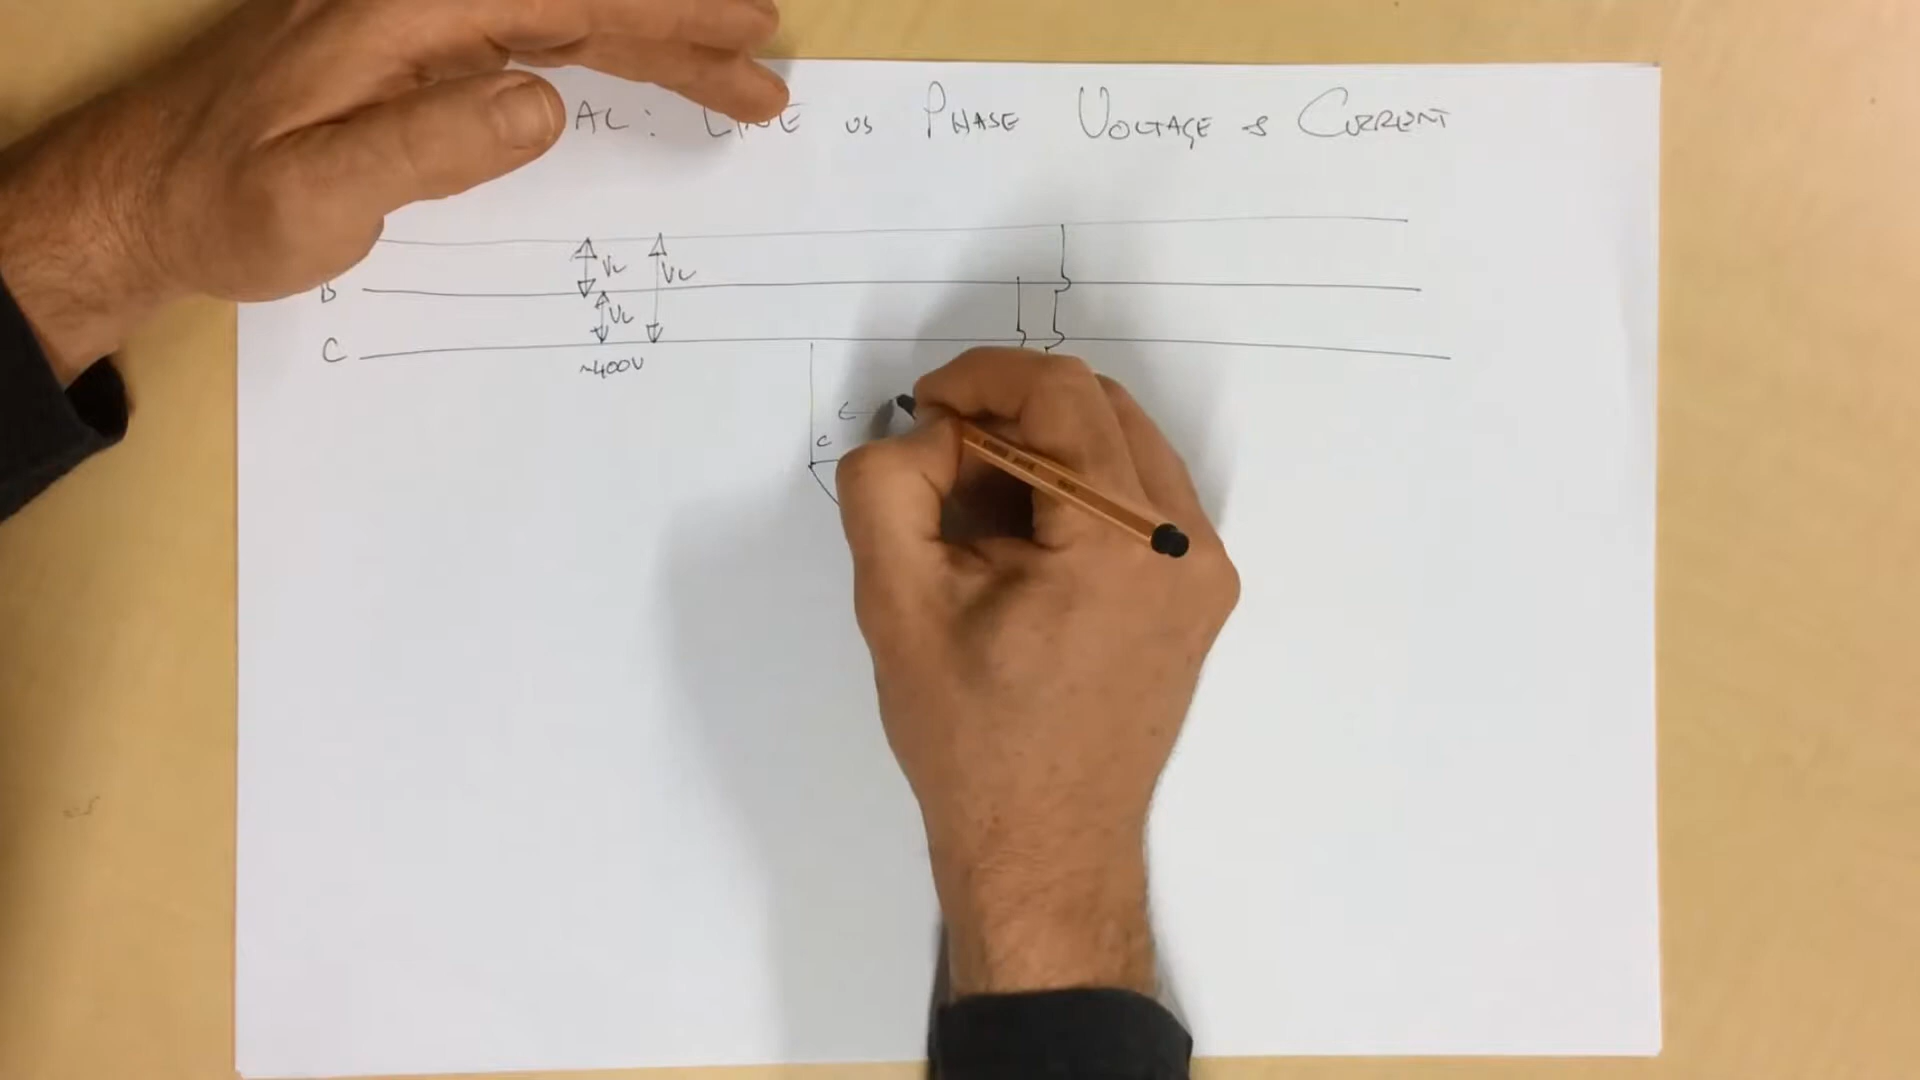 AC: LINE vs PHASE VOLTAGE & CURRENT
VL
VL
B
VL
C
~400V
C